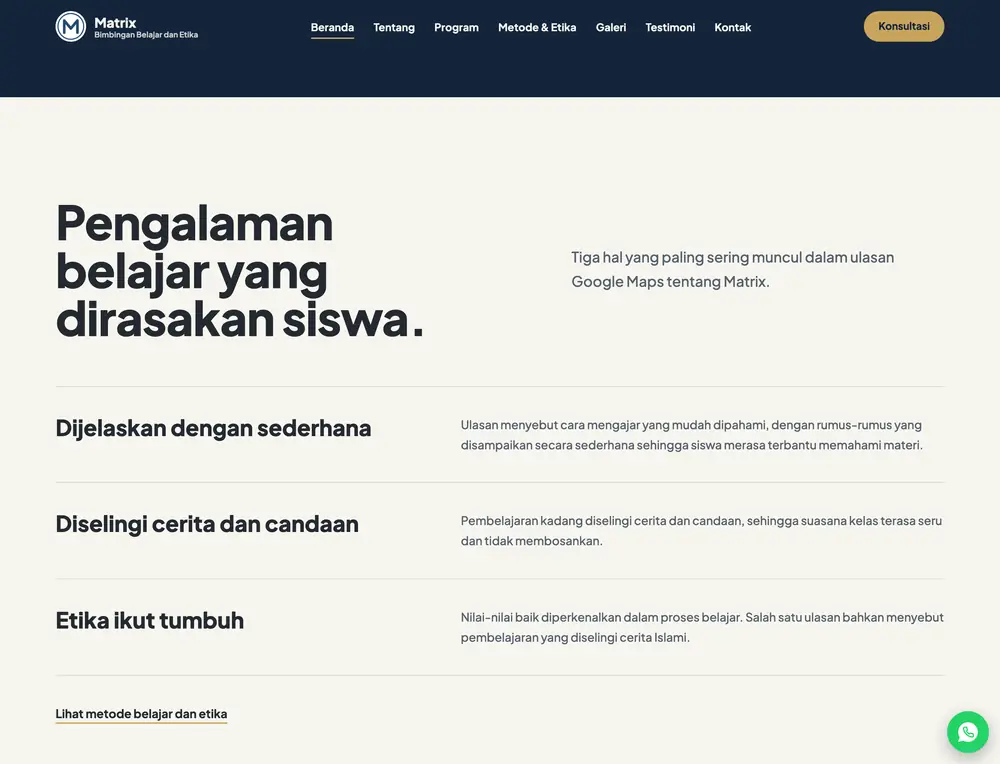 Matrix
Bimbingan Belajar dan Etika
Beranda Tentang Program Metode & Etika Galeri Testimoni Kontak
Konsultasi
Pengalaman
belajar yang
dirasakan siswa.
Tiga hal yang paling sering muncul dalam ulasan
Google Maps tentang Matrix.
Dijelaskan dengan sederhana
Ulasan menyebut cara mengajar yang mudah dipahami, dengan rumus-rumus yang
disampaikan secara sederhana sehingga siswa merasa terbantu memahami materi.
Diselingi cerita dan candaan
Pembelajaran kadang diselingi cerita dan candaan, sehingga suasana kelas terasa seru
dan tidak membosankan.
Etika ikut tumbuh
Nilai-nilai baik diperkenalkan dalam proses belajar. Salah satu ulasan bahkan menyebut
pembelajaran yang diselingi cerita Islami.
Lihat metode belajar dan etika